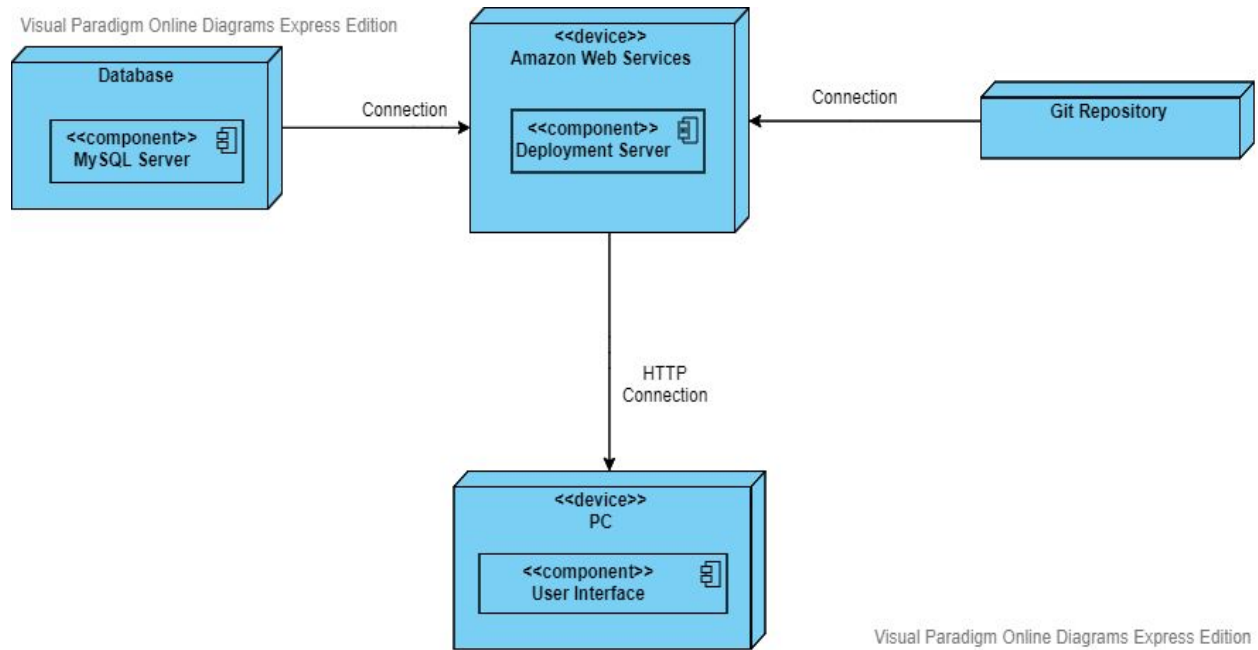 Visual Paradigm Online Diagrams Express Edition
Database
<<component>>
MySQL Server
Connection
<<device>>
Amazon Web Services
<<component>>
Deployment Server
Connection
Git Repository
HTTP
Connection
<<device>>
PC
<<component>>
User Interface
Visual Paradigm Online Diagrams Express Edition